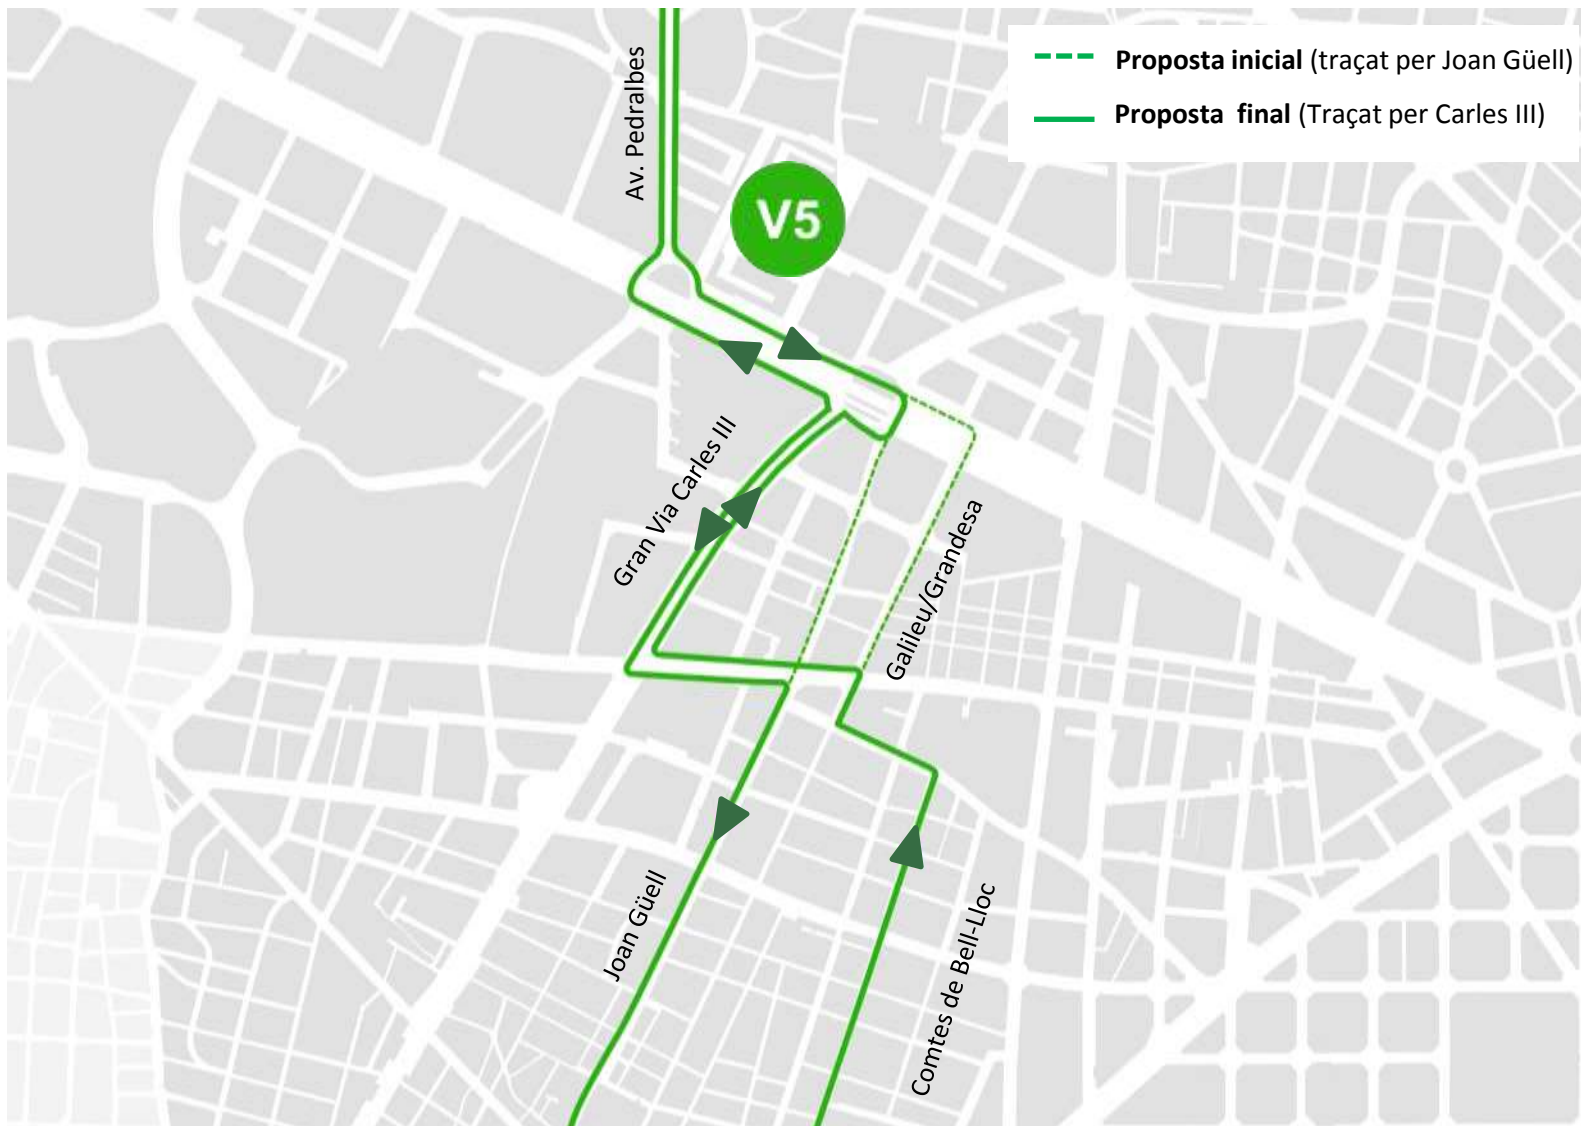 Proposta inicial (traçat per Joan Güell)
Proposta final (Traçat per Carles III)
Av. Pedralbes
V5
Gran Via Carles III
Galileu/Grandesa
Joan Güell
Comtes de Bell-Lloc